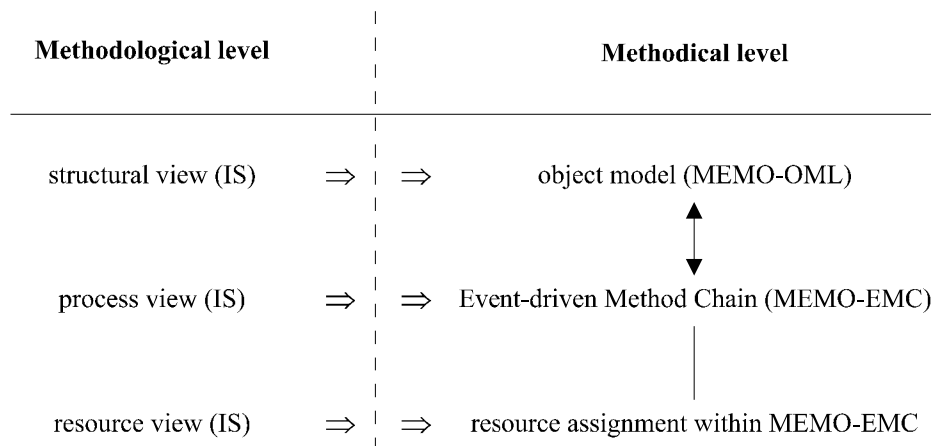 Methodological level
Methodical level
structural view (IS) ⇒ ⇒ object model (MEMO-OML)
process view (IS) ⇒ ⇒ Event-driven Method Chain (MEMO-EMC)
resource view (IS) ⇒ ⇒ resource assignment within MEMO-EMC